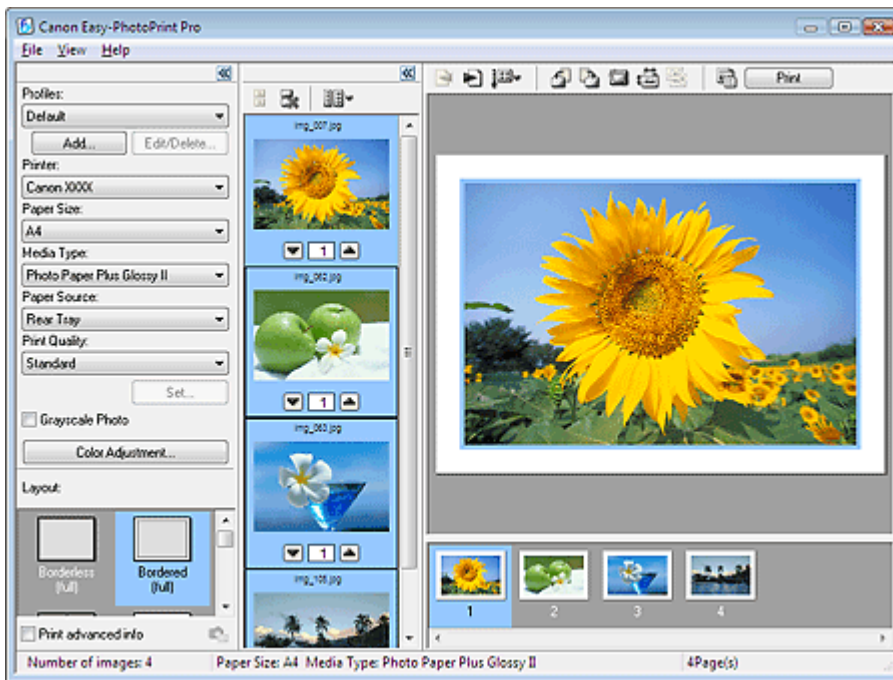 Canon Easy-PhotoPrint Pro
File View Help
Profiles:
Default
Add... Edit/Delete...
Printer:
Canon XXXX
Paper Size:
A4
Media Type:
Photo Paper Plus Glossy II
Paper Source:
Rear Tray
Print Quality:
Standard
Set...
Grayscale Photo
Color Adjustment...
Layout:
Borderless
(full)
Bordered
(full)
Print advanced info
img_007.jpg
1
img_062.jpg
1
img_063.jpg
1
img_105.jpg
Print
1 2 3 4
Number of images: 4 Paper Size: A4 Media Type: Photo Paper Plus Glossy II 4Page(s)